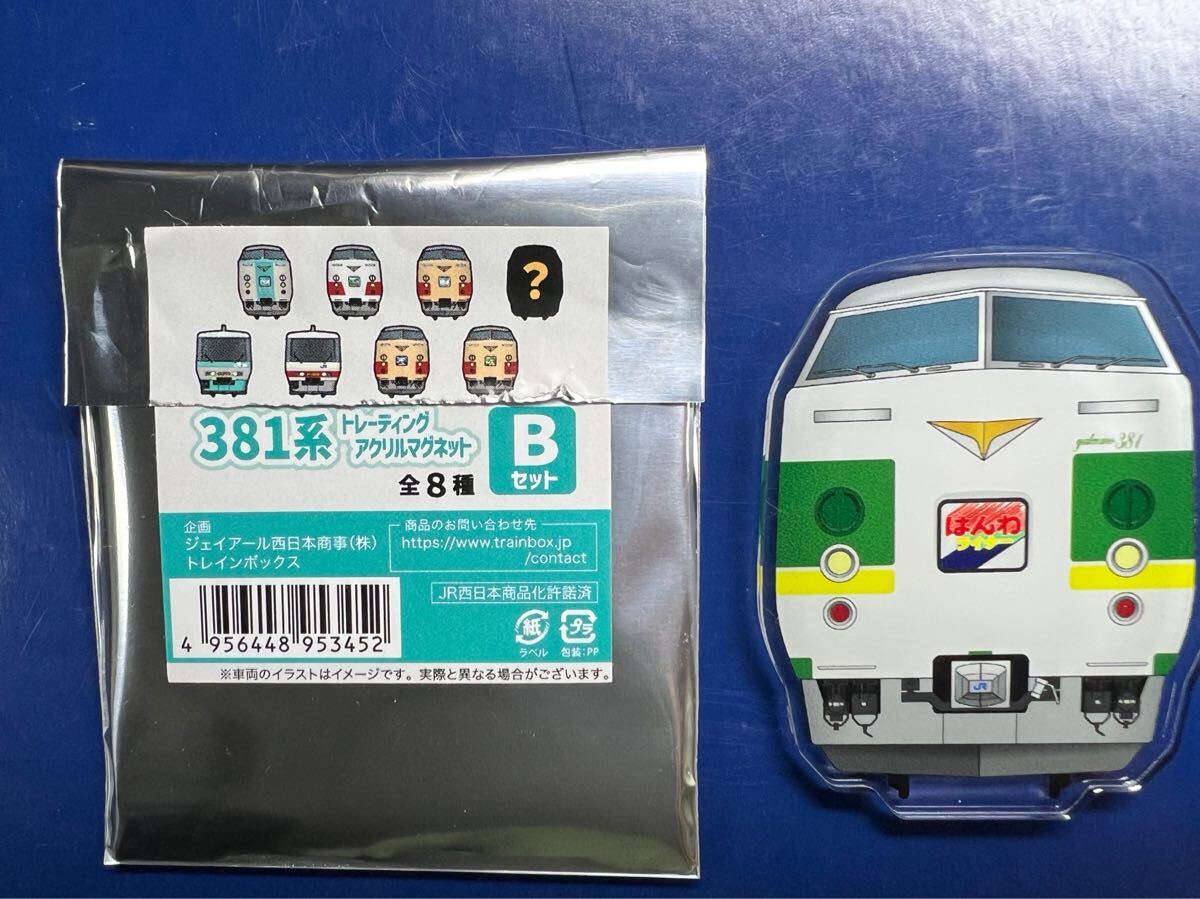 ?
381系
トレーディング
アクリルマグネット
全8種
B
セット
企画
ジェイアール西日本商事(株)
トレインボックス
商品のお問い合わせ先
https://www.trainbox.jp
/contact
JR西日本商品化許諾済
4 956448 953452
紙
ラベル
プラ
包装:PP
※車両のイラストはイメージです。実際と異なる場合がございます。
381
はんわ
ライナー
JR